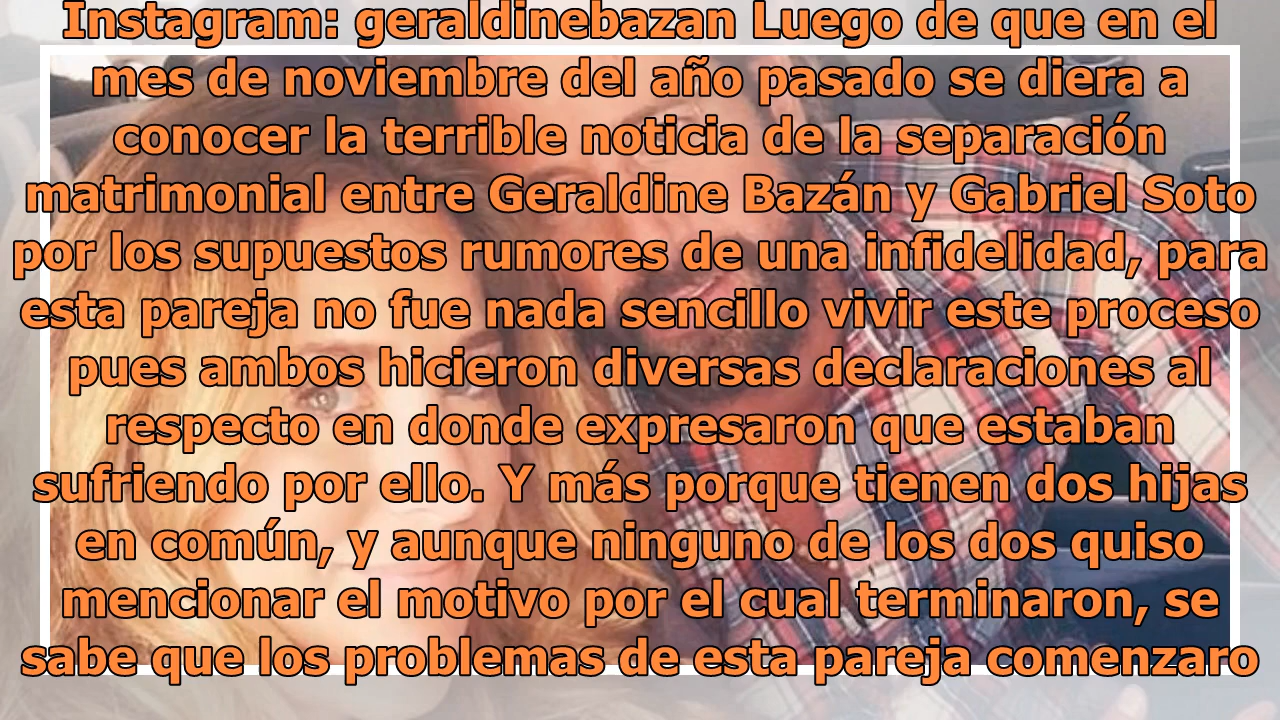 Instagram: geraldinebazan Luego de que en el
mes de noviembre del año pasado se diera a
conocer la terrible noticia de la separación
matrimonial entre Geraldine Bazán y Gabriel Soto
por los supuestos rumores de una infidelidad, para
esta pareja no fue nada sencillo vivir este proceso
pues ambos hicieron diversas declaraciones al
respecto en donde expresaron que estaban
sufriendo por ello. Y más porque tienen dos hijas
en común, y aunque ninguno de los dos quiso
mencionar el motivo por el cual terminaron, se
sabe que los problemas de esta pareja comenzaro